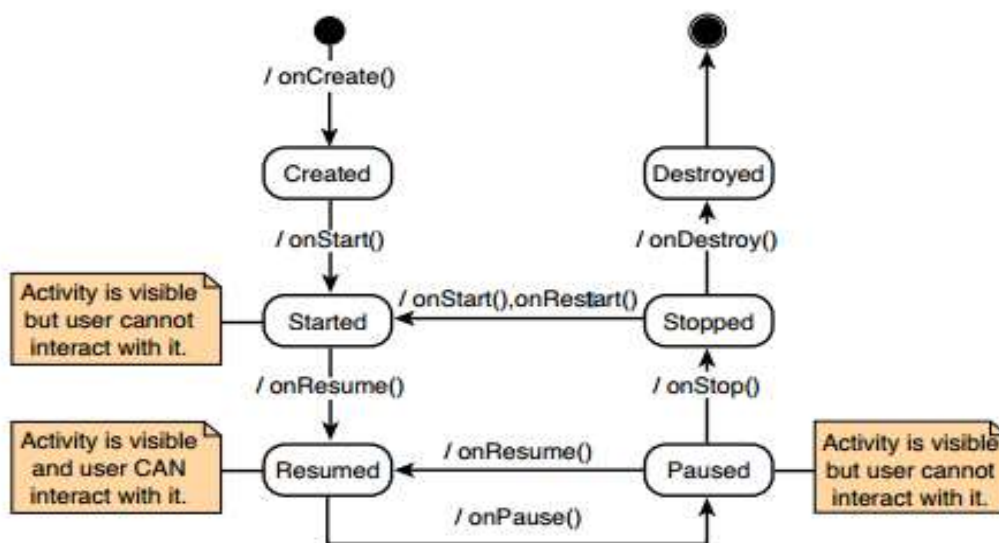 / onCreate()
Created
Destroyed
/ onStart()
/ onDestroy()
Activity is visible
but user cannot
interact with it.
Started
/ onStart(),onRestart()
Stopped
/ onResume()
/ onStop()
Activity is visible
and user CAN
interact with it.
Resumed
/ onResume()
Paused
Activity is visible
but user cannot
interact with it.
/ onPause()